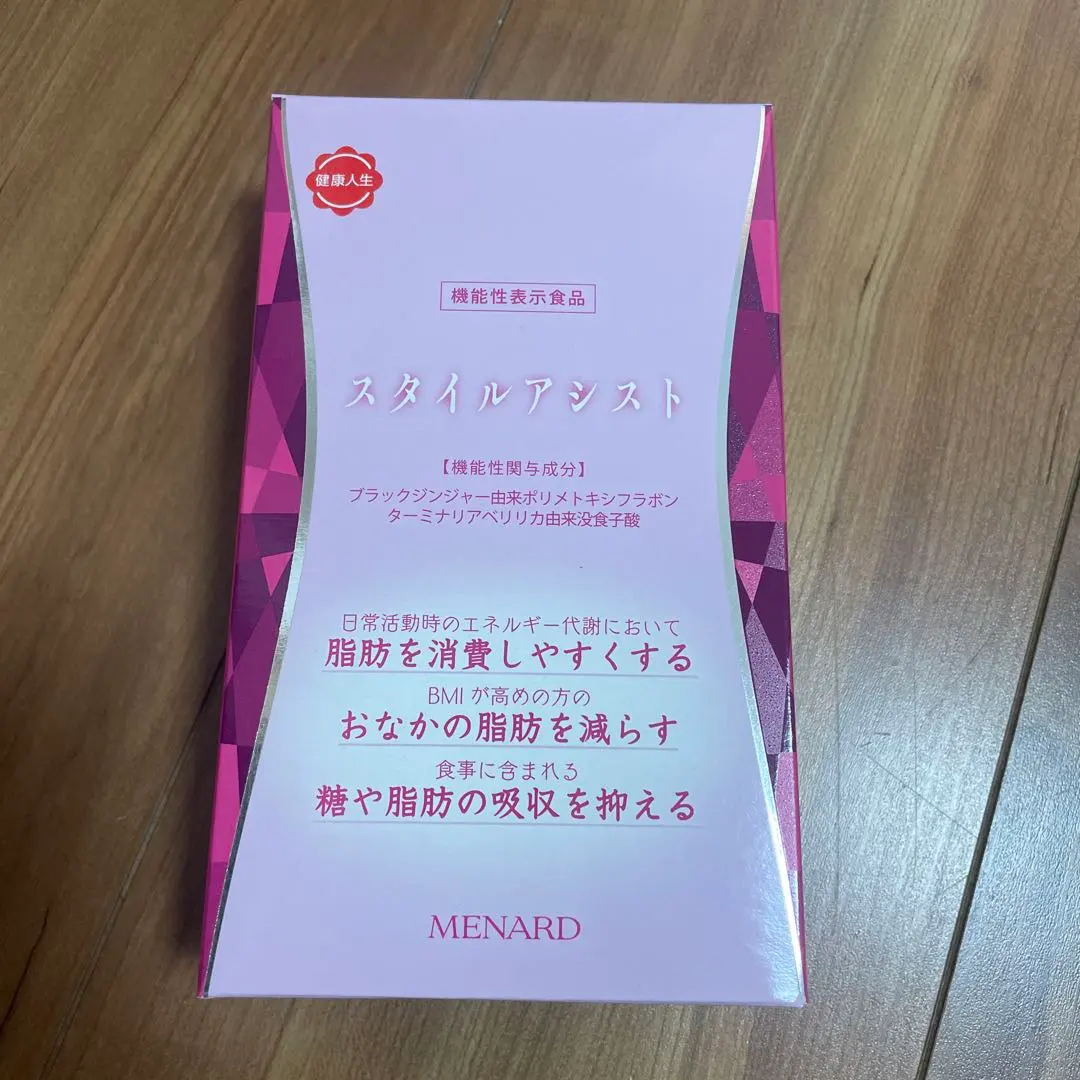 健康人生
機能性表示食品
スタイルアシスト
【機能性関与成分】
ブラックジンジャー由来ポリメトキシフラボン
ターミナリアベリリカ由来没食子酸
日常活動時のエネルギー代謝において
脂肪を消費しやすくする
BMIが高めの方の
おなかの脂肪を減らす
食事に含まれる
糖や脂肪の吸収を抑える
MENARD